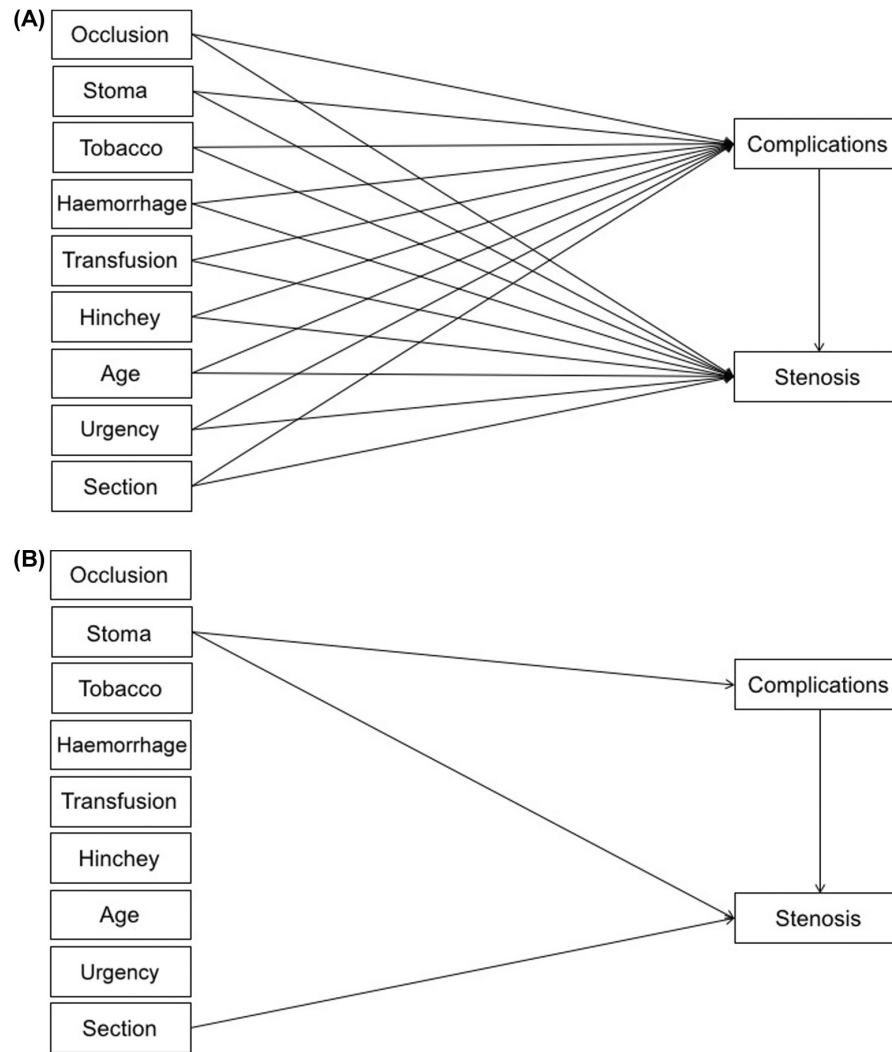 (A)
Occlusion
Stoma
Tobacco
Haemorrhage
Transfusion
Hinchey
Age
Urgency
Section
Complications
Stenosis
(B)
Occlusion
Stoma
Tobacco
Haemorrhage
Transfusion
Hinchey
Age
Urgency
Section
Complications
Stenosis